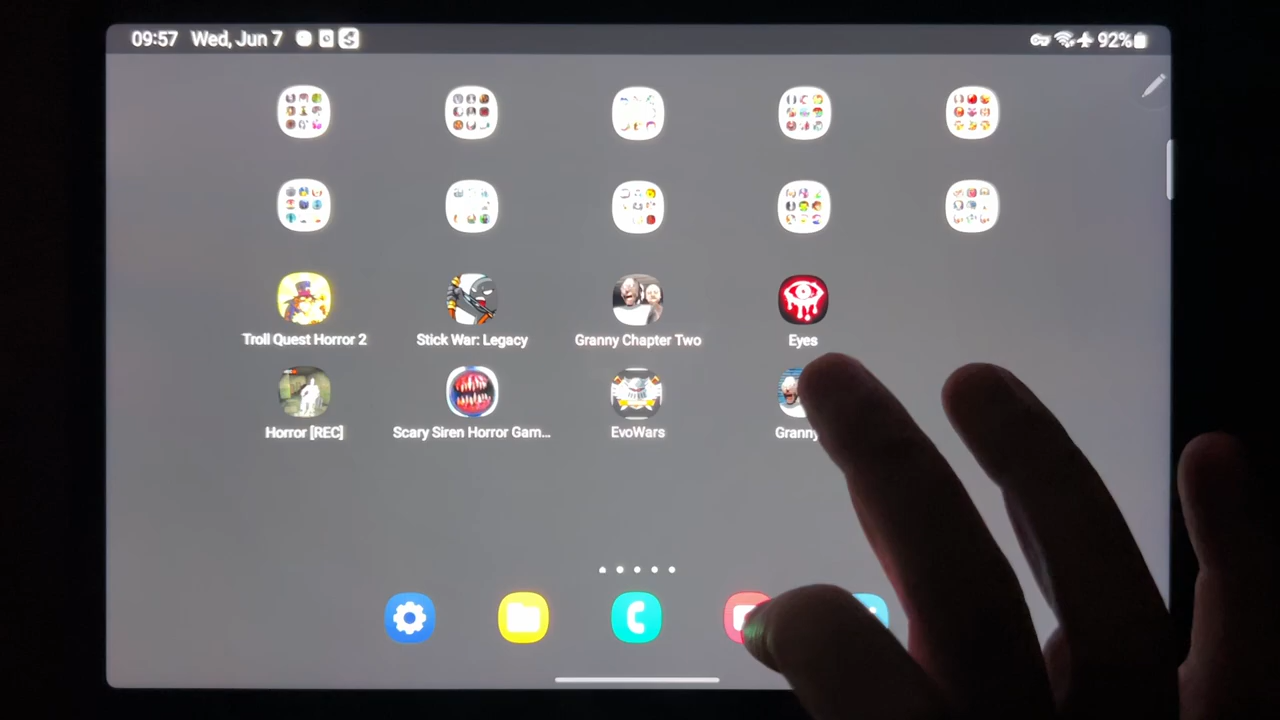 09:57 Wed, Jun 7
92%
Troll Quest Horror 2
Stick War: Legacy
Granny Chapter Two
Eyes
Horror [REC]
Scary Siren Horror Gam...
EvoWars
Granny